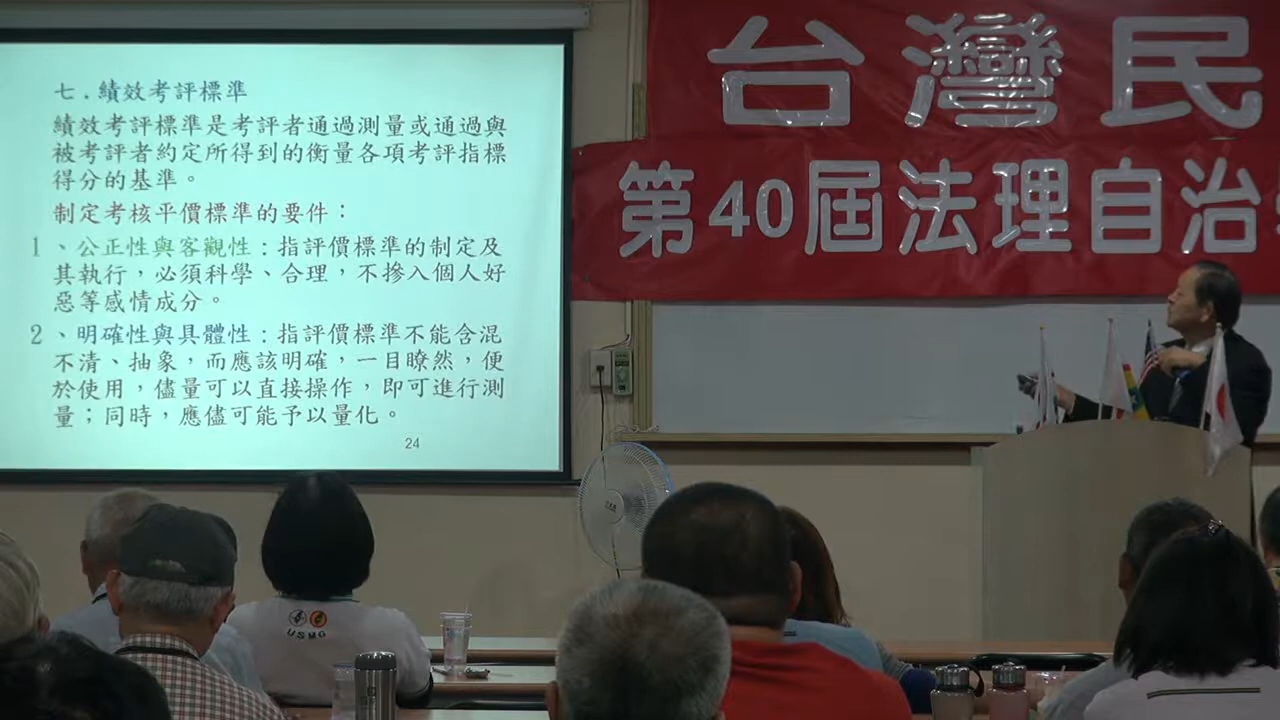 七.績效考評標準
績效考評標準是考評者通過測量或通過與
被考評者約定所得到的衡量各項考評指標
得分的基準。
制定考核平價標準的要件：
1、公正性與客觀性：指評價標準的制定及
其執行，必須科學、合理，不摻入個人好
惡等感情成分。
2、明確性與具體性：指評價標準不能含混
不清、抽象，而應該明確，一目瞭然，便
於使用，儘量可以直接操作，即可進行測
量；同時，應儘可能予以量化。
24
台灣民
第40屆法理自治
USMG